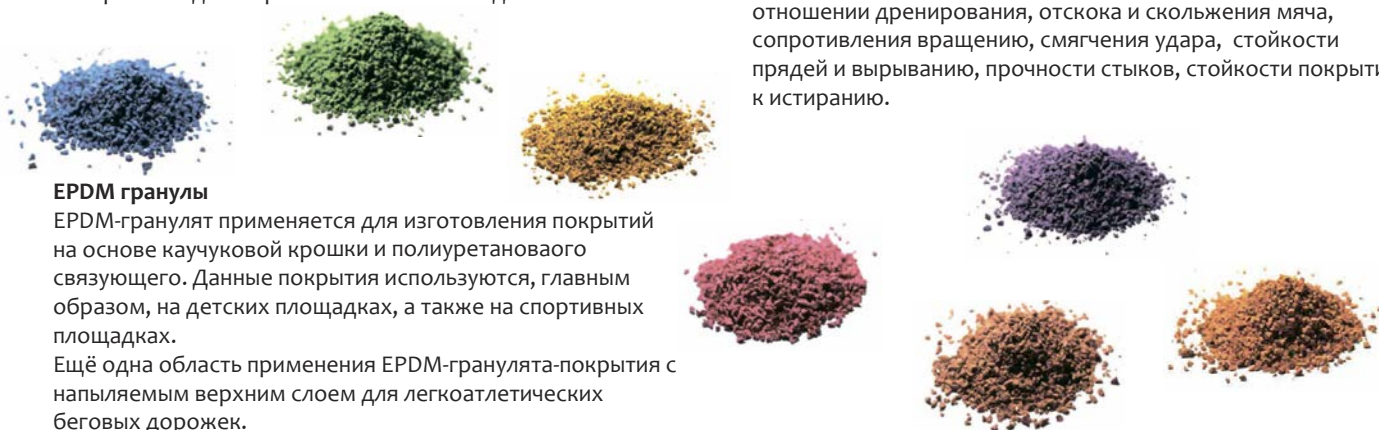 отношении дренирования, отскока и скольжения мяча,
сопротивления вращению, смягчения удара, стойкости
прядей и вырыванию, прочности стыков, стойкости покрыти
к истиранию.
EPDM гранулы
EPDM-гранулят применяется для изготовления покрытий
на основе каучуковой крошки и полиуретановаого
связующего. Данные покрытия используются, главным
образом, на детских площадках, а также на спортивных
площадках.
Ещё одна область применения EPDM-гранулята-покрытия с
напыляемым верхним слоем для легкоатлетических
беговых дорожек.